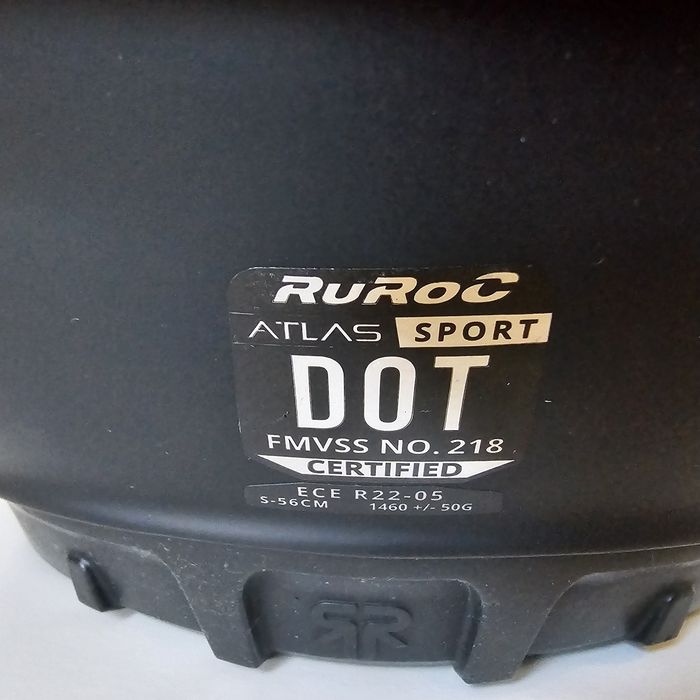 RUROC
ATLAS SPORT
DOT
FMVSS NO. 218
CERTIFIED
ECE R22-05
S-56CM 1460 +/- 50G